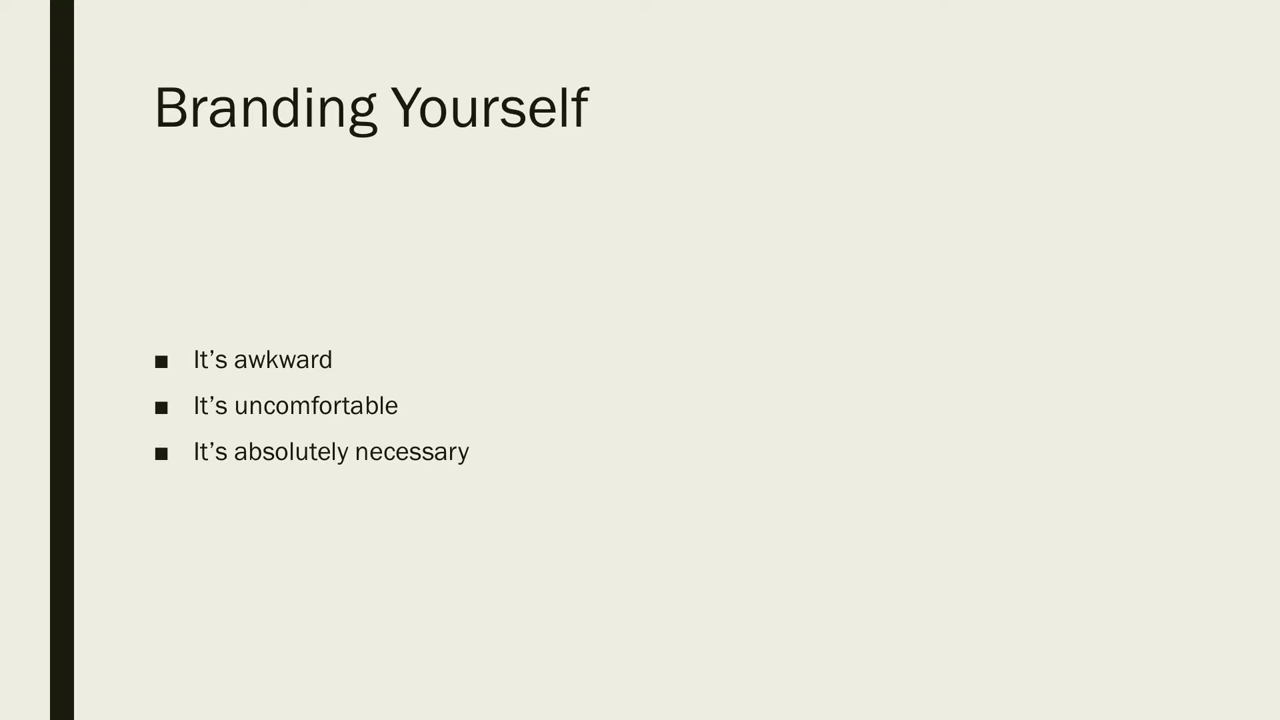 Branding Yourself
■ It’s awkward
■ It’s uncomfortable
■ It’s absolutely necessary